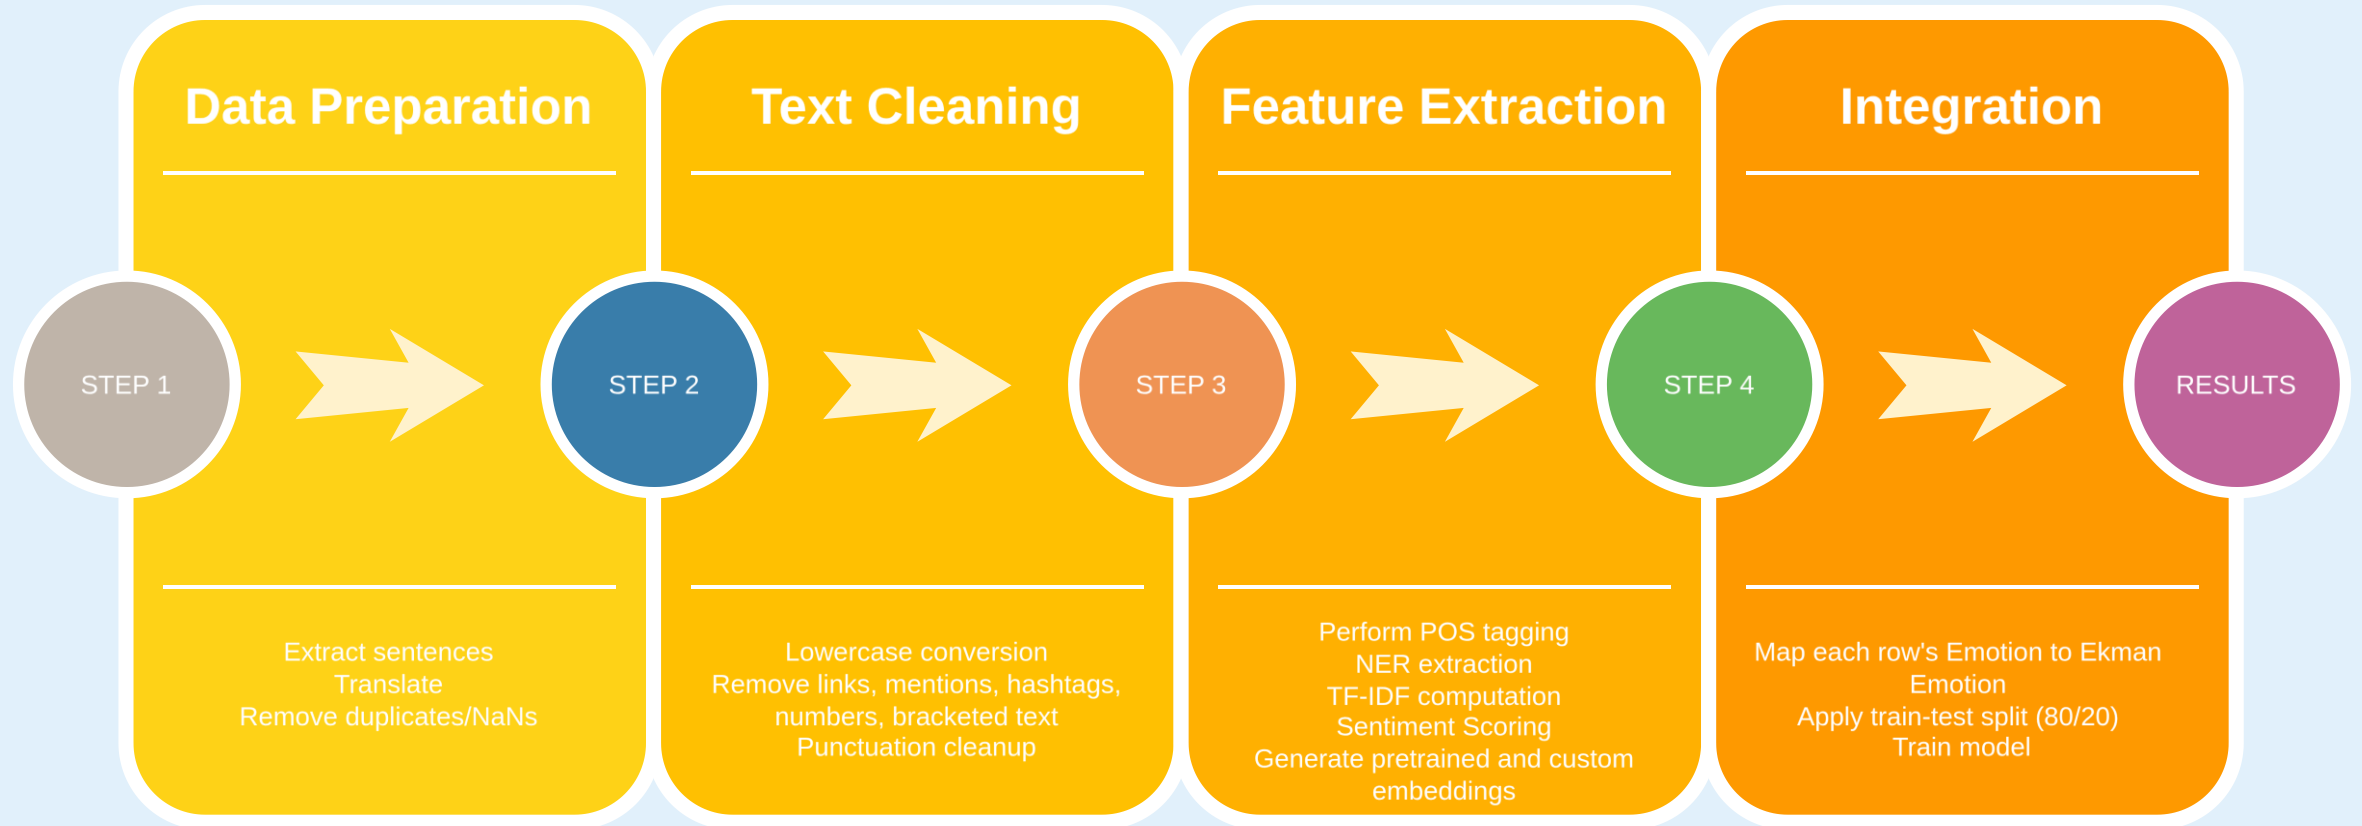 Data Preparation
Text Cleaning
Feature Extraction
Integration
STEP 1
STEP 2
STEP 3
STEP 4
RESULTS
Extract sentences
Translate
Remove duplicates/NaNs
Lowercase conversion
Remove links, mentions, hashtags,
numbers, bracketed text
Punctuation cleanup
Perform POS tagging
NER extraction
TF-IDF computation
Sentiment Scoring
Generate pretrained and custom
embeddings
Map each row's Emotion to Ekman
Emotion
Apply train-test split (80/20)
Train model